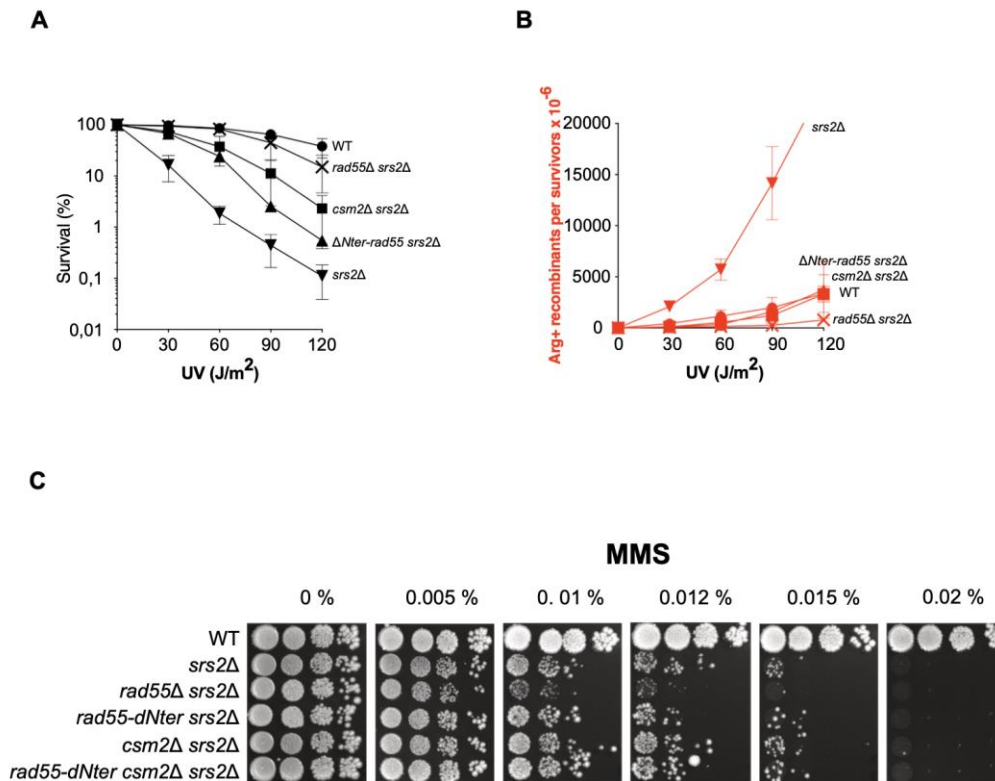 A
Survival (%)
100
10
1
0,1
0,01
0
30
60
90
120
UV (J/m²)
WT
rad55Δ srs2Δ
csm2Δ srs2Δ
ΔNter-rad55 srs2Δ
srs2Δ
B
Arg+ recombinants per survivors x 10⁻⁶
20000
15000
10000
5000
0
0
30
60
90
120
UV (J/m²)
srs2Δ
ΔNter-rad55 srs2Δ
csm2Δ srs2Δ
WT
rad55Δ srs2Δ
C
MMS
0 %
0.005 %
0. 01 %
0.012 %
0.015 %
0.02 %
WT
srs2Δ
rad55Δ srs2Δ
rad55-dNter srs2Δ
csm2Δ srs2Δ
rad55-dNter csm2Δ srs2Δ